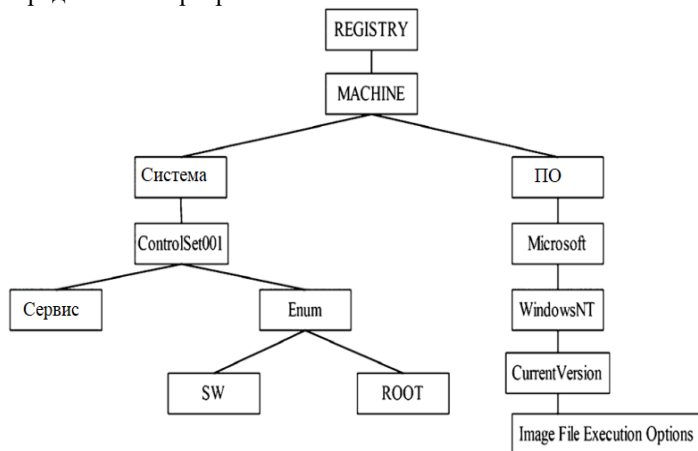 REGISTRY
MACHINE
Система
ПО
ControlSet001
Microsoft
Сервис
Enum
WindowsNT
SW
ROOT
CurrentVersion
Image File Execution Options